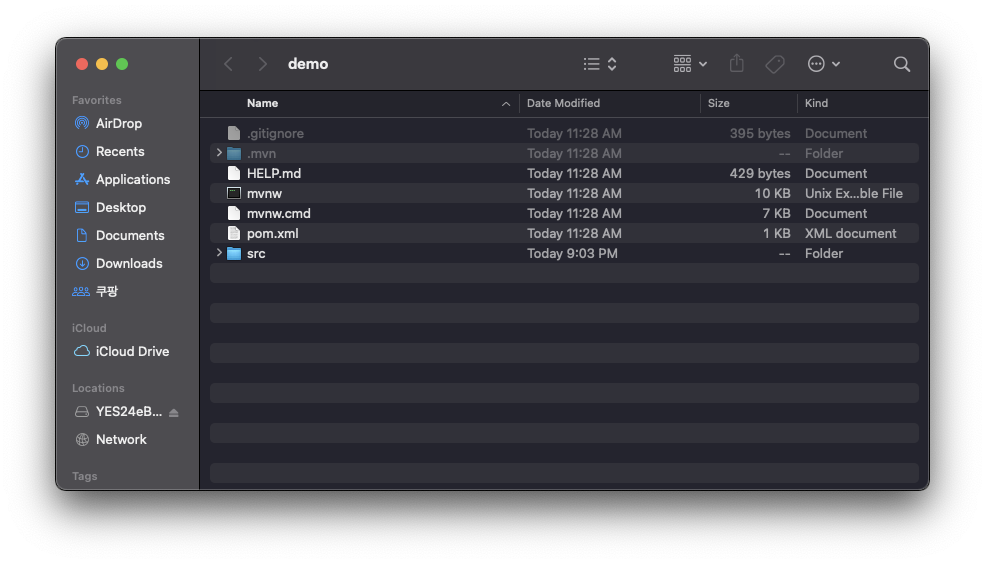 demo
Favorites
AirDrop
Recents
Applications
Desktop
Documents
Downloads
쿠팡
iCloud
iCloud Drive
Locations
YES24eB...
Network
Tags
Name Date Modified Size Kind
.gitignore Today 11:28 AM 395 bytes Document
.mvn Today 11:28 AM -- Folder
HELP.md Today 11:28 AM 429 bytes Document
mvnw Today 11:28 AM 10 KB Unix Ex...ble File
mvnw.cmd Today 11:28 AM 7 KB Document
pom.xml Today 11:28 AM 1 KB XML document
src Today 9:03 PM -- Folder